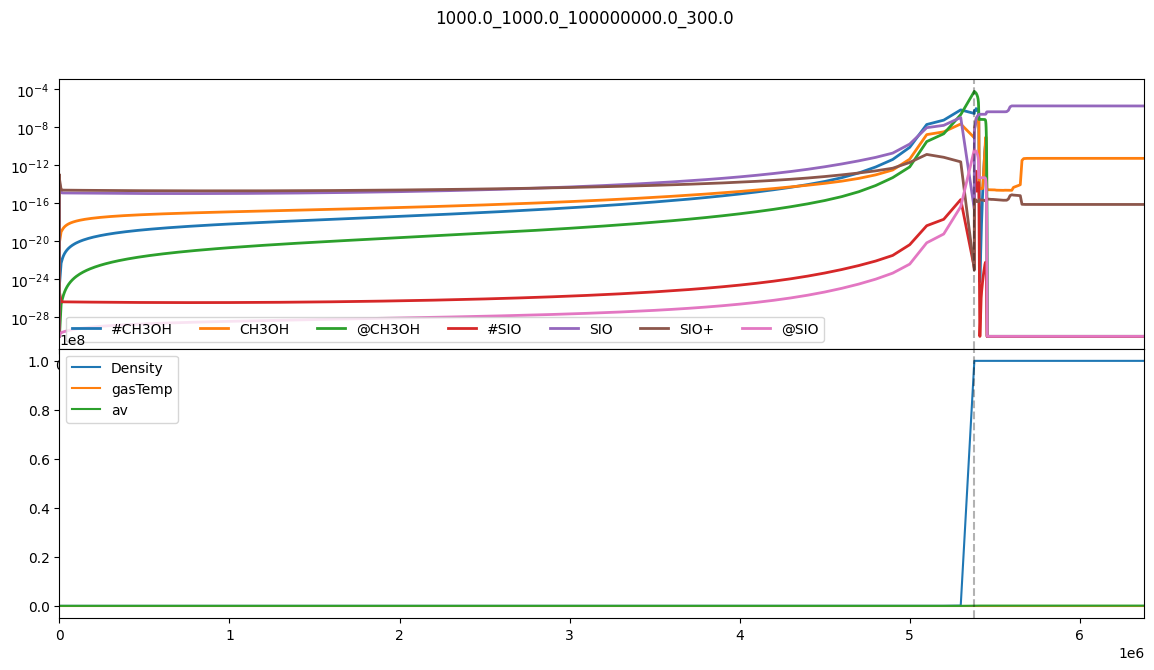 1000.0_1000.0_100000000.0_300.0
10⁻⁴
10⁻⁸
10⁻¹²
10⁻¹⁶
10⁻²⁰
10⁻²⁴
10⁻²⁸
#CH3OH CH3OH @CH3OH #SIO SIO SIO+ @SIO
1e8
Density
gasTemp
av
1.0
0.8
0.6
0.4
0.2
0.0
0 1 2 3 4 5 6
1e6